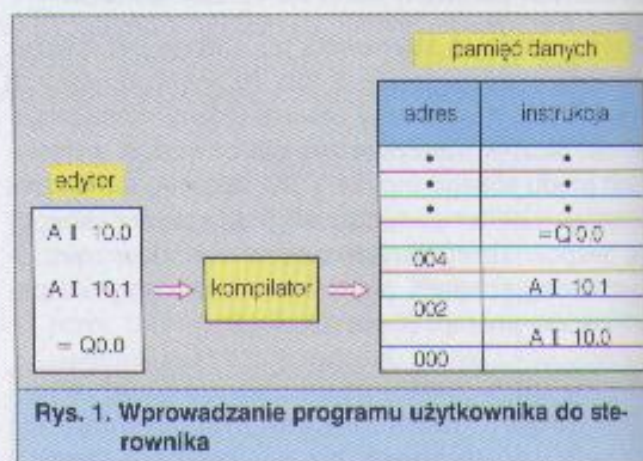 pamięć danych
adres instrukcja
edytor
• •
• •
• •
= Q 0.0
004
A I 10.1
002
A I 10.0
000
A I 10.0
A I 10.1
= Q0.0
kompilator
Rys. 1. Wprowadzanie programu użytkownika do ste-
rownika